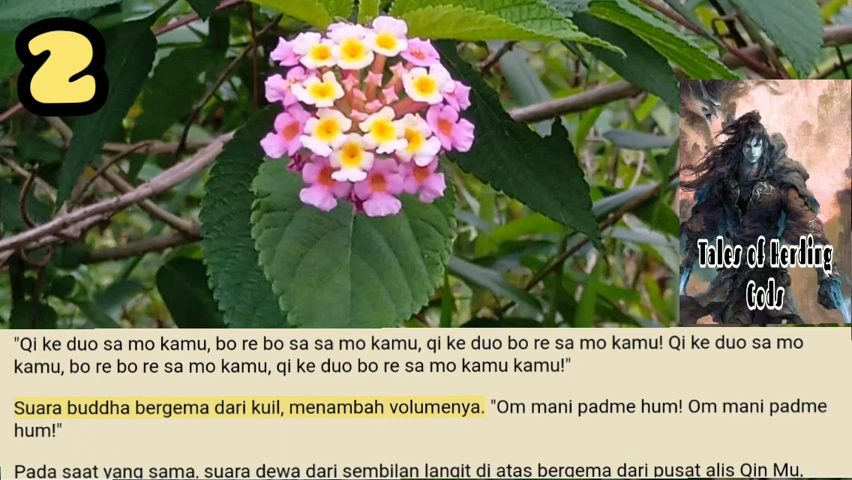 2
Tales of Herding
Gods
"Qi ke duo sa mo kamu, bo re bo sa sa mo kamu, qi ke duo bo re sa mo kamu! Qi ke duo sa mo
kamu, bo re bo re sa mo kamu, qi ke duo bo re sa mo kamu kamu!"
Suara buddha bergema dari kuil, menambah volumenya. "Om mani padme hum! Om mani padme
hum!"
Pada saat yang sama, suara dewa dari sembilan langit di atas bergema dari pusat alis Qin Mu,